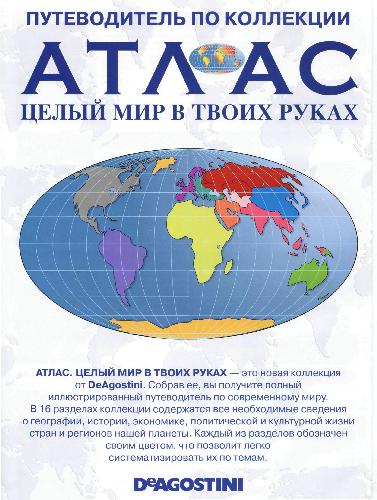 ПУТЕВОДИТЕЛЬ ПО КОЛЛЕКЦИИ
АТЛАС
ЦЕЛЫЙ МИР В ТВОИХ РУКАХ
АТЛАС. ЦЕЛЫЙ МИР В ТВОИХ РУКАХ — это новая коллекция
от DeAgostini. Собрав ее, вы получите полный
иллюстрированный путеводитель по современному миру.
В 16 разделах коллекции содержатся все необходимые сведения
о географии, истории, экономике, политической и культурной жизни
стран и регионов нашей планеты. Каждый из разделов обозначен
своим цветом, что позволит легко
систематизировать их по темам.
DeAGOSTINI